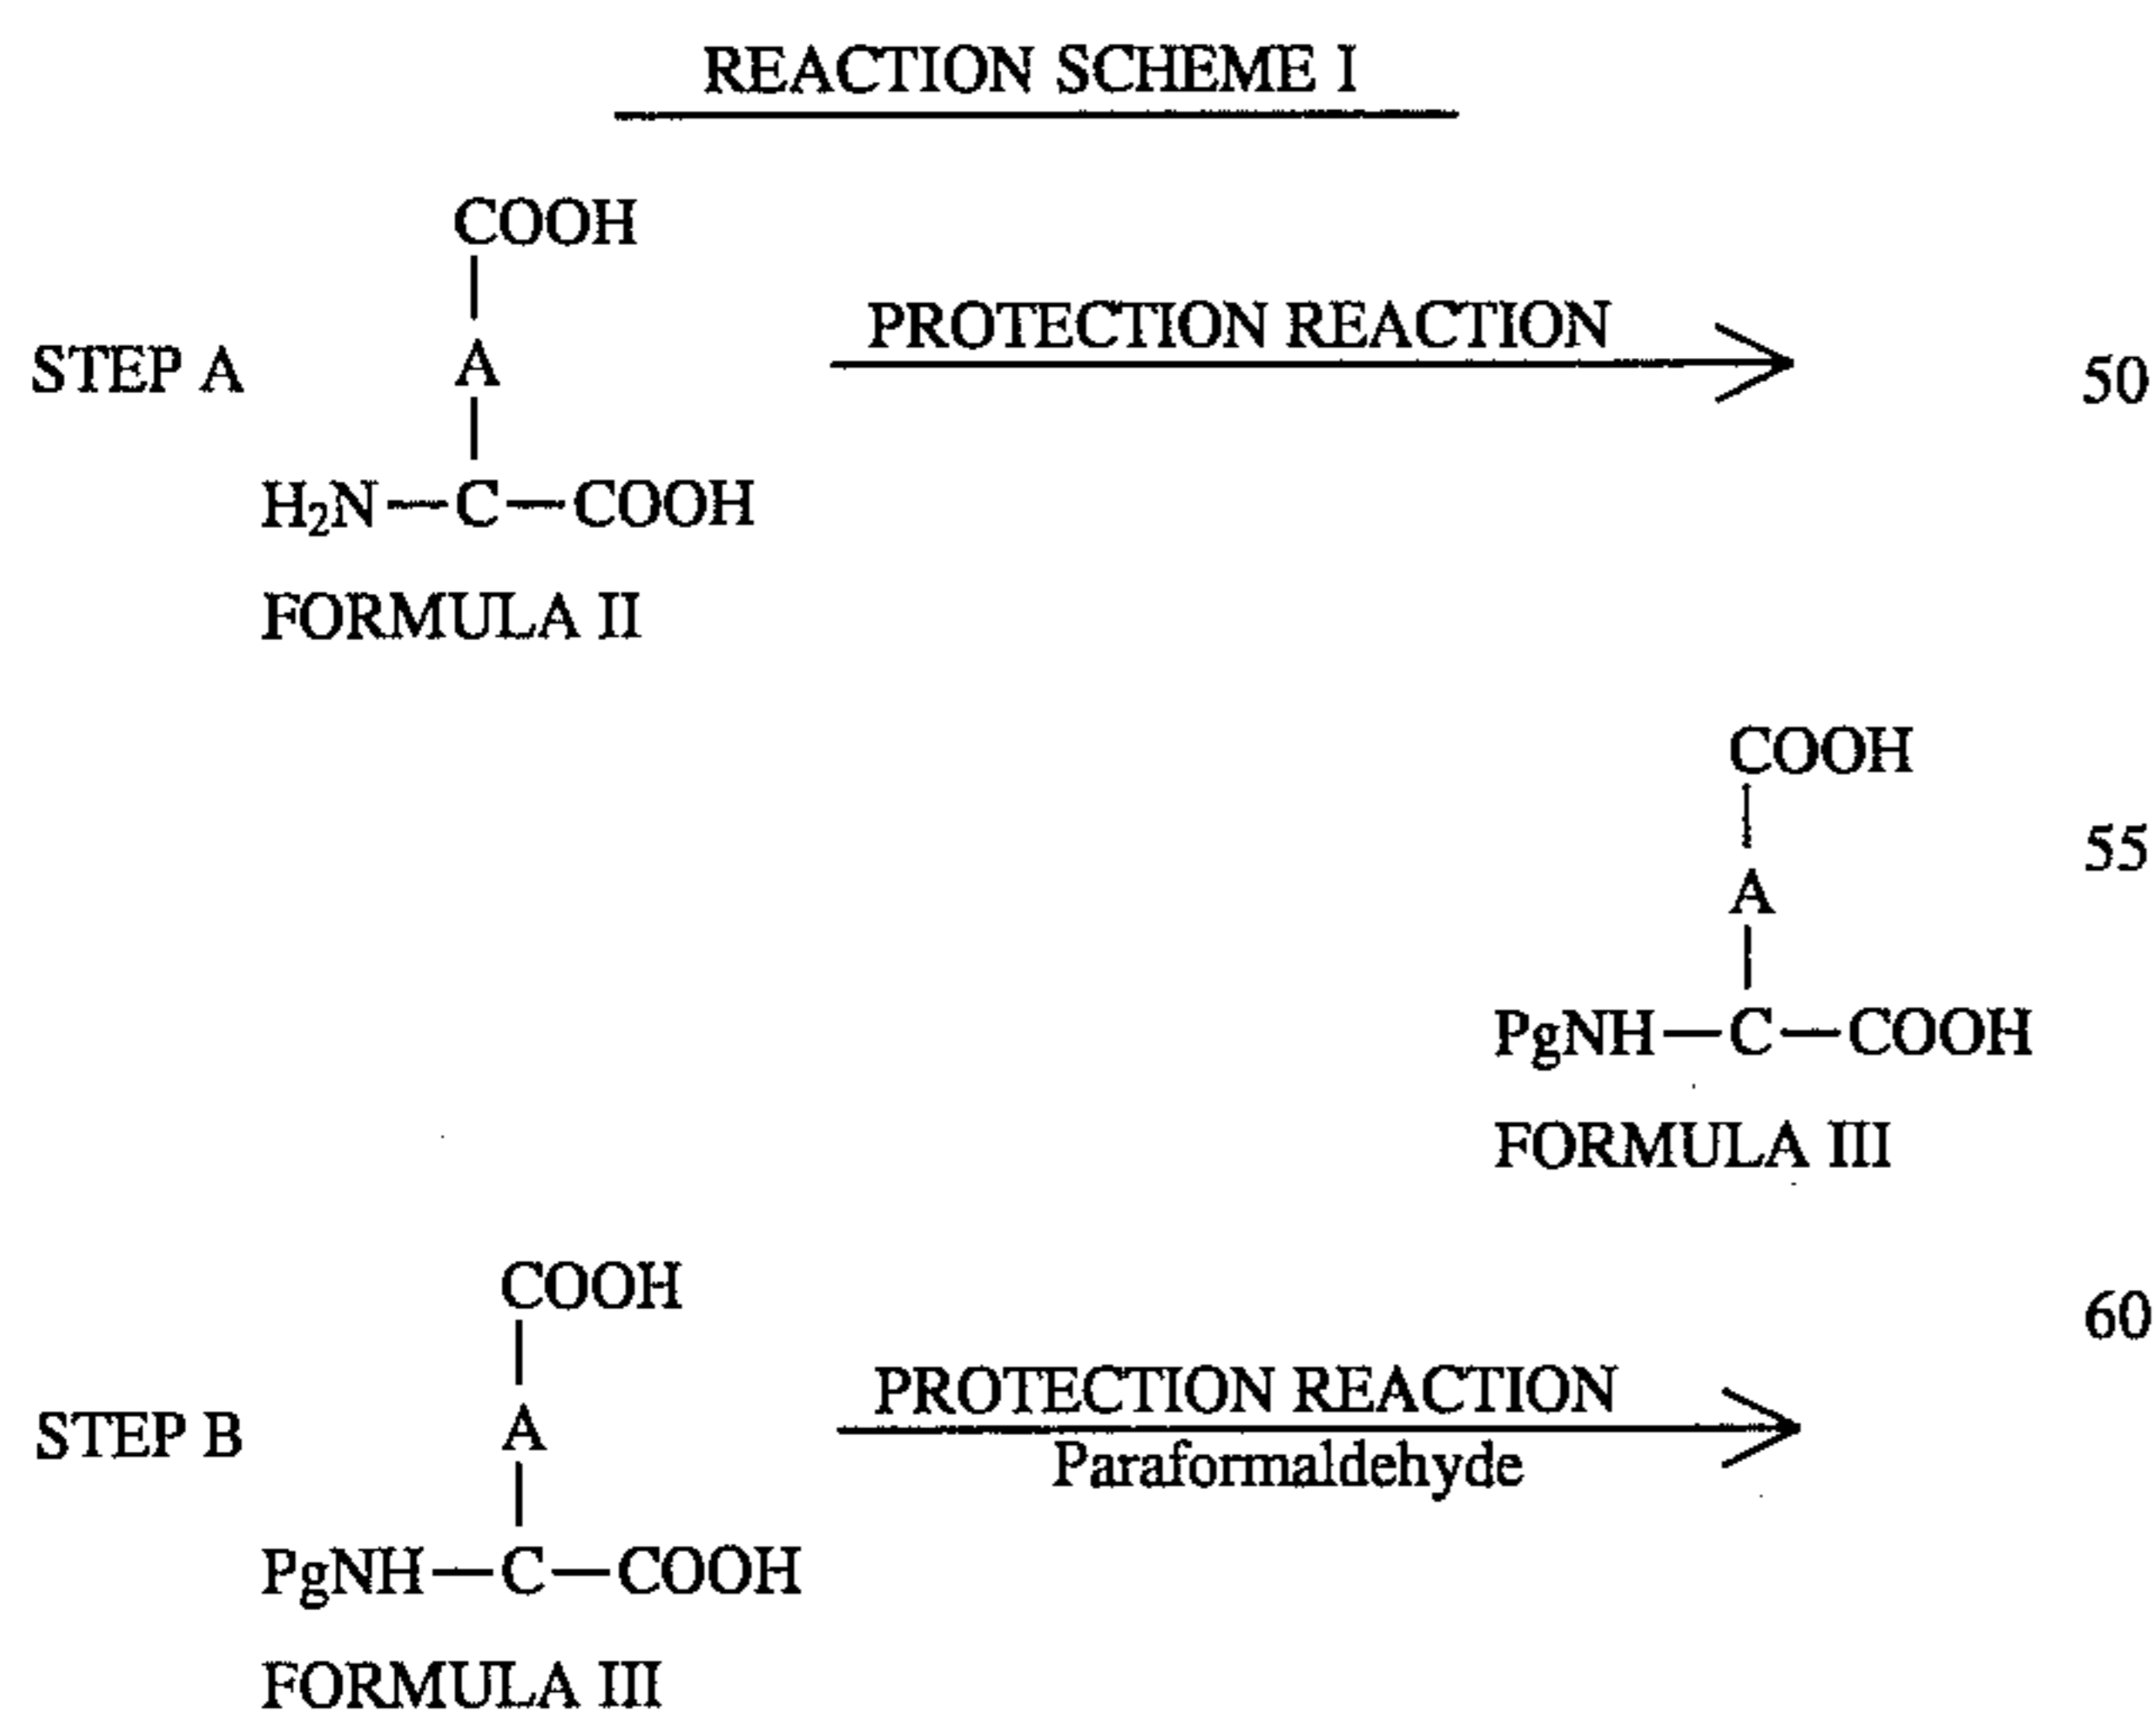 REACTION SCHEME I
COOH
A
STEP A
PROTECTION REACTION
50
H₂N—C—COOH
FORMULA II
COOH
55
A
PgNH—C—COOH
FORMULA III
COOH
60
A
STEP B
PROTECTION REACTION
Paraformaldehyde
PgNH—C—COOH
FORMULA III